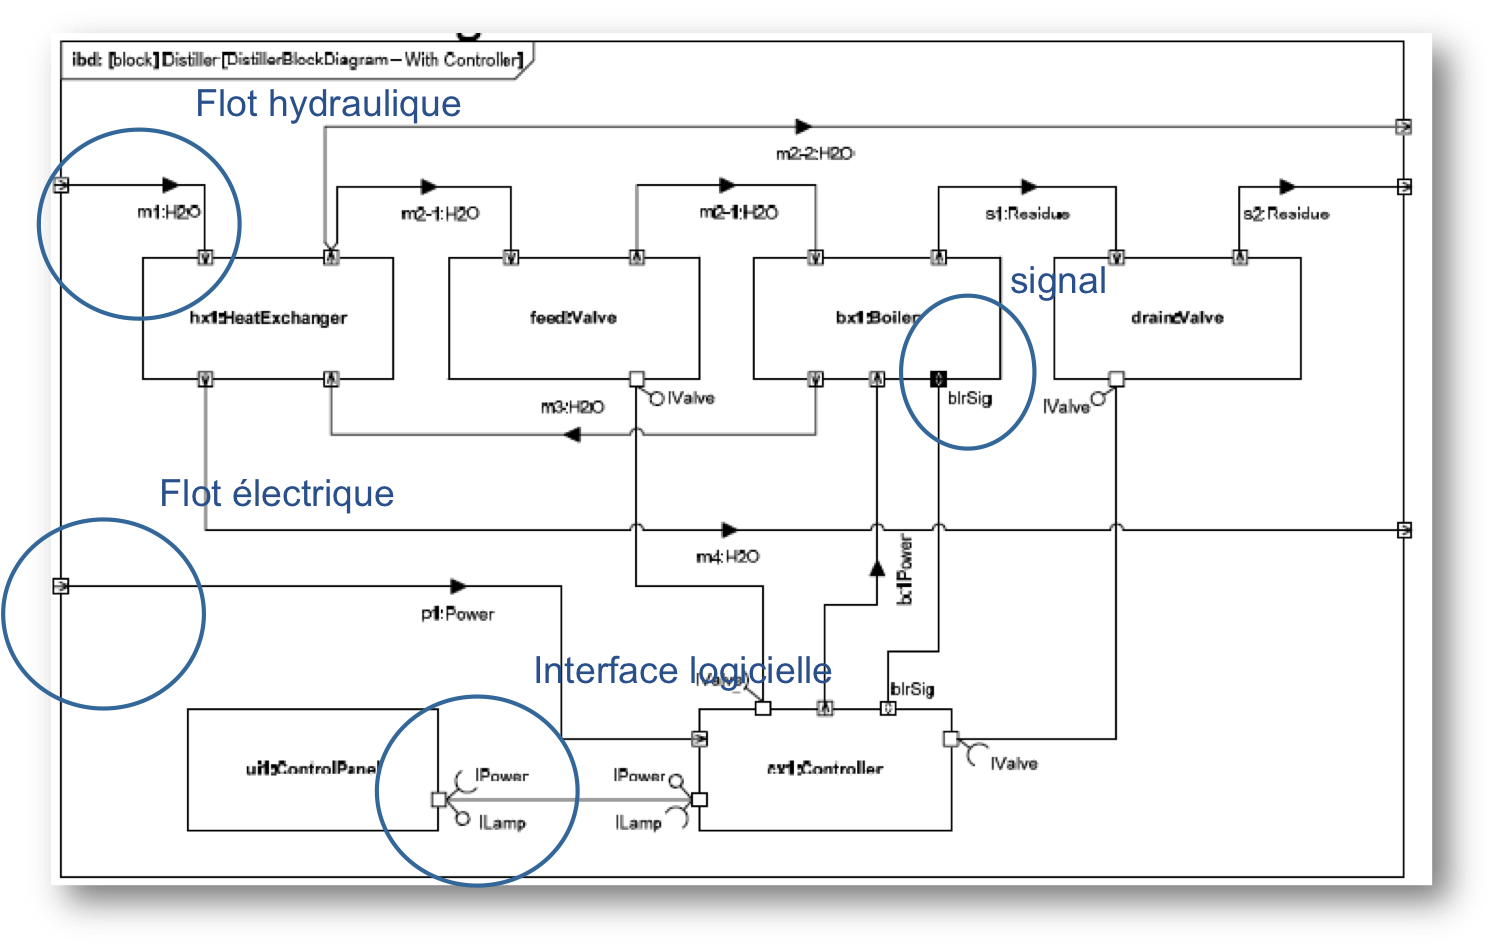 ibd: [block] Distiller [DistillerBlockDiagram – With Controller]
Flot hydraulique
m2-2:H2O
m1:H2O
m2-1:H2O
m2-1:H2O
s1:Residue
s2:Residue
signal
hx1:HeatExchanger
feed:Valve
bx1:Boiler
drain:Valve
IValve
blrSig
IValve
m3:H2O
Flot électrique
m4:H2O
bc1:Power
p1:Power
Interface logicielle
IValve
blrSig
ui1:ControlPanel
IPower
ILamp
IPower
ILamp
cx1:Controller
IValve